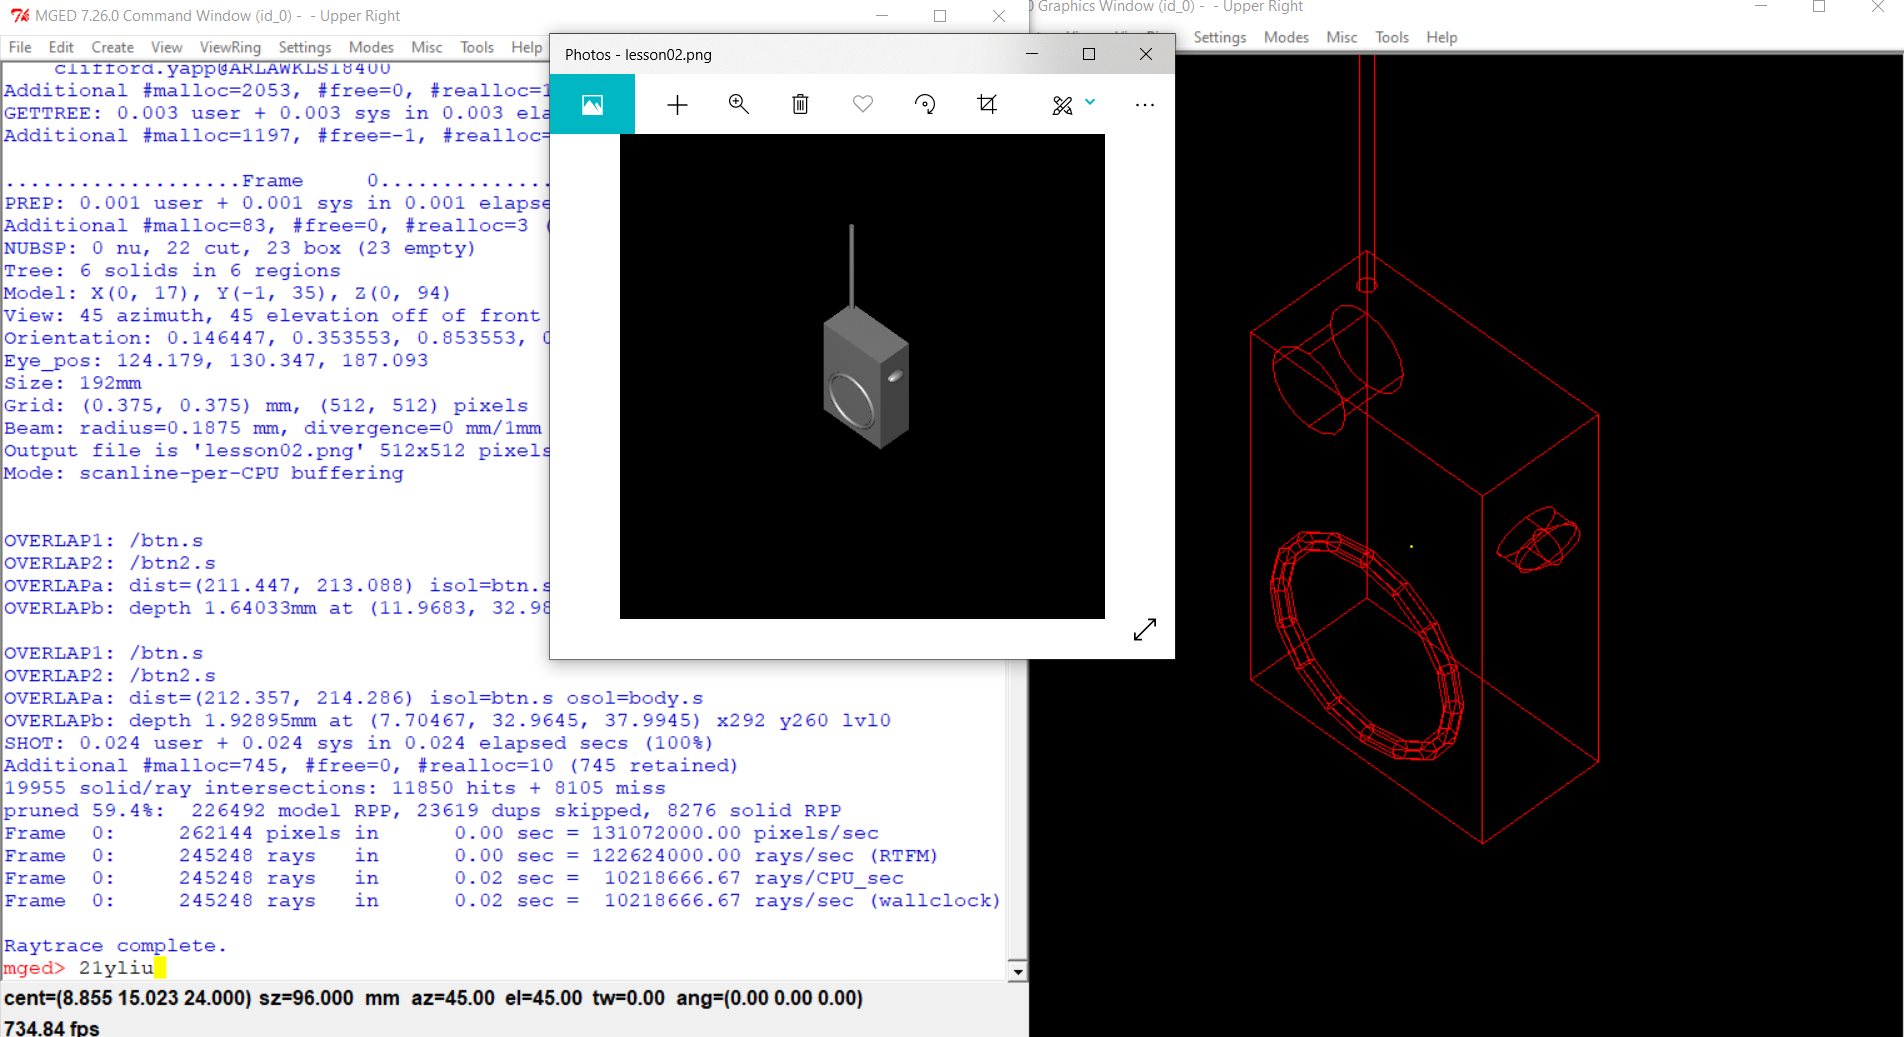 MGED 7.26.0 Command Window (id_0) - - Upper Right
File Edit Create View ViewRing Settings Modes Misc Tools Help
clifford.yapp@ARLAWKLS18400
Additional #malloc=2053, #free=0, #realloc=1
GETTREE: 0.003 user + 0.003 sys in 0.003 ela
Additional #malloc=1197, #free=-1, #realloc=
...................Frame 0..............
PREP: 0.001 user + 0.001 sys in 0.001 elapse
Additional #malloc=83, #free=0, #realloc=3 (
NUBSP: 0 nu, 22 cut, 23 box (23 empty)
Tree: 6 solids in 6 regions
Model: X(0, 17), Y(-1, 35), Z(0, 94)
View: 45 azimuth, 45 elevation off of front
Orientation: 0.146447, 0.353553, 0.853553, 0
Eye_pos: 124.179, 130.347, 187.093
Size: 192mm
Grid: (0.375, 0.375) mm, (512, 512) pixels
Beam: radius=0.1875 mm, divergence=0 mm/1mm
Output file is 'lesson02.png' 512x512 pixels
Mode: scanline-per-CPU buffering
OVERLAP1: /btn.s
OVERLAP2: /btn2.s
OVERLAPa: dist=(211.447, 213.088) isol=btn.s
OVERLAPb: depth 1.64033mm at (11.9683, 32.98
OVERLAP1: /btn.s
OVERLAP2: /btn2.s
OVERLAPa: dist=(212.357, 214.286) isol=btn.s osol=body.s
OVERLAPb: depth 1.92895mm at (7.70467, 32.9645, 37.9945) x292 y260 lvl0
SHOT: 0.024 user + 0.024 sys in 0.024 elapsed secs (100%)
Additional #malloc=745, #free=0, #realloc=10 (745 retained)
19955 solid/ray intersections: 11850 hits + 8105 miss
pruned 59.4%: 226492 model RPP, 23619 dups skipped, 8276 solid RPP
Frame 0: 262144 pixels in 0.00 sec = 131072000.00 pixels/sec
Frame 0: 245248 rays in 0.00 sec = 122624000.00 rays/sec (RTFM)
Frame 0: 245248 rays in 0.02 sec = 10218666.67 rays/CPU_sec
Frame 0: 245248 rays in 0.02 sec = 10218666.67 rays/sec (wallclock)
Raytrace complete.
mged> 21yliu
cent=(8.855 15.023 24.000) sz=96.000 mm az=45.00 el=45.00 tw=0.00 ang=(0.00 0.00 0.00)
734.84 fps
Photos - lesson02.png
Graphics Window (id_0) - - Upper Right
Settings Modes Misc Tools Help